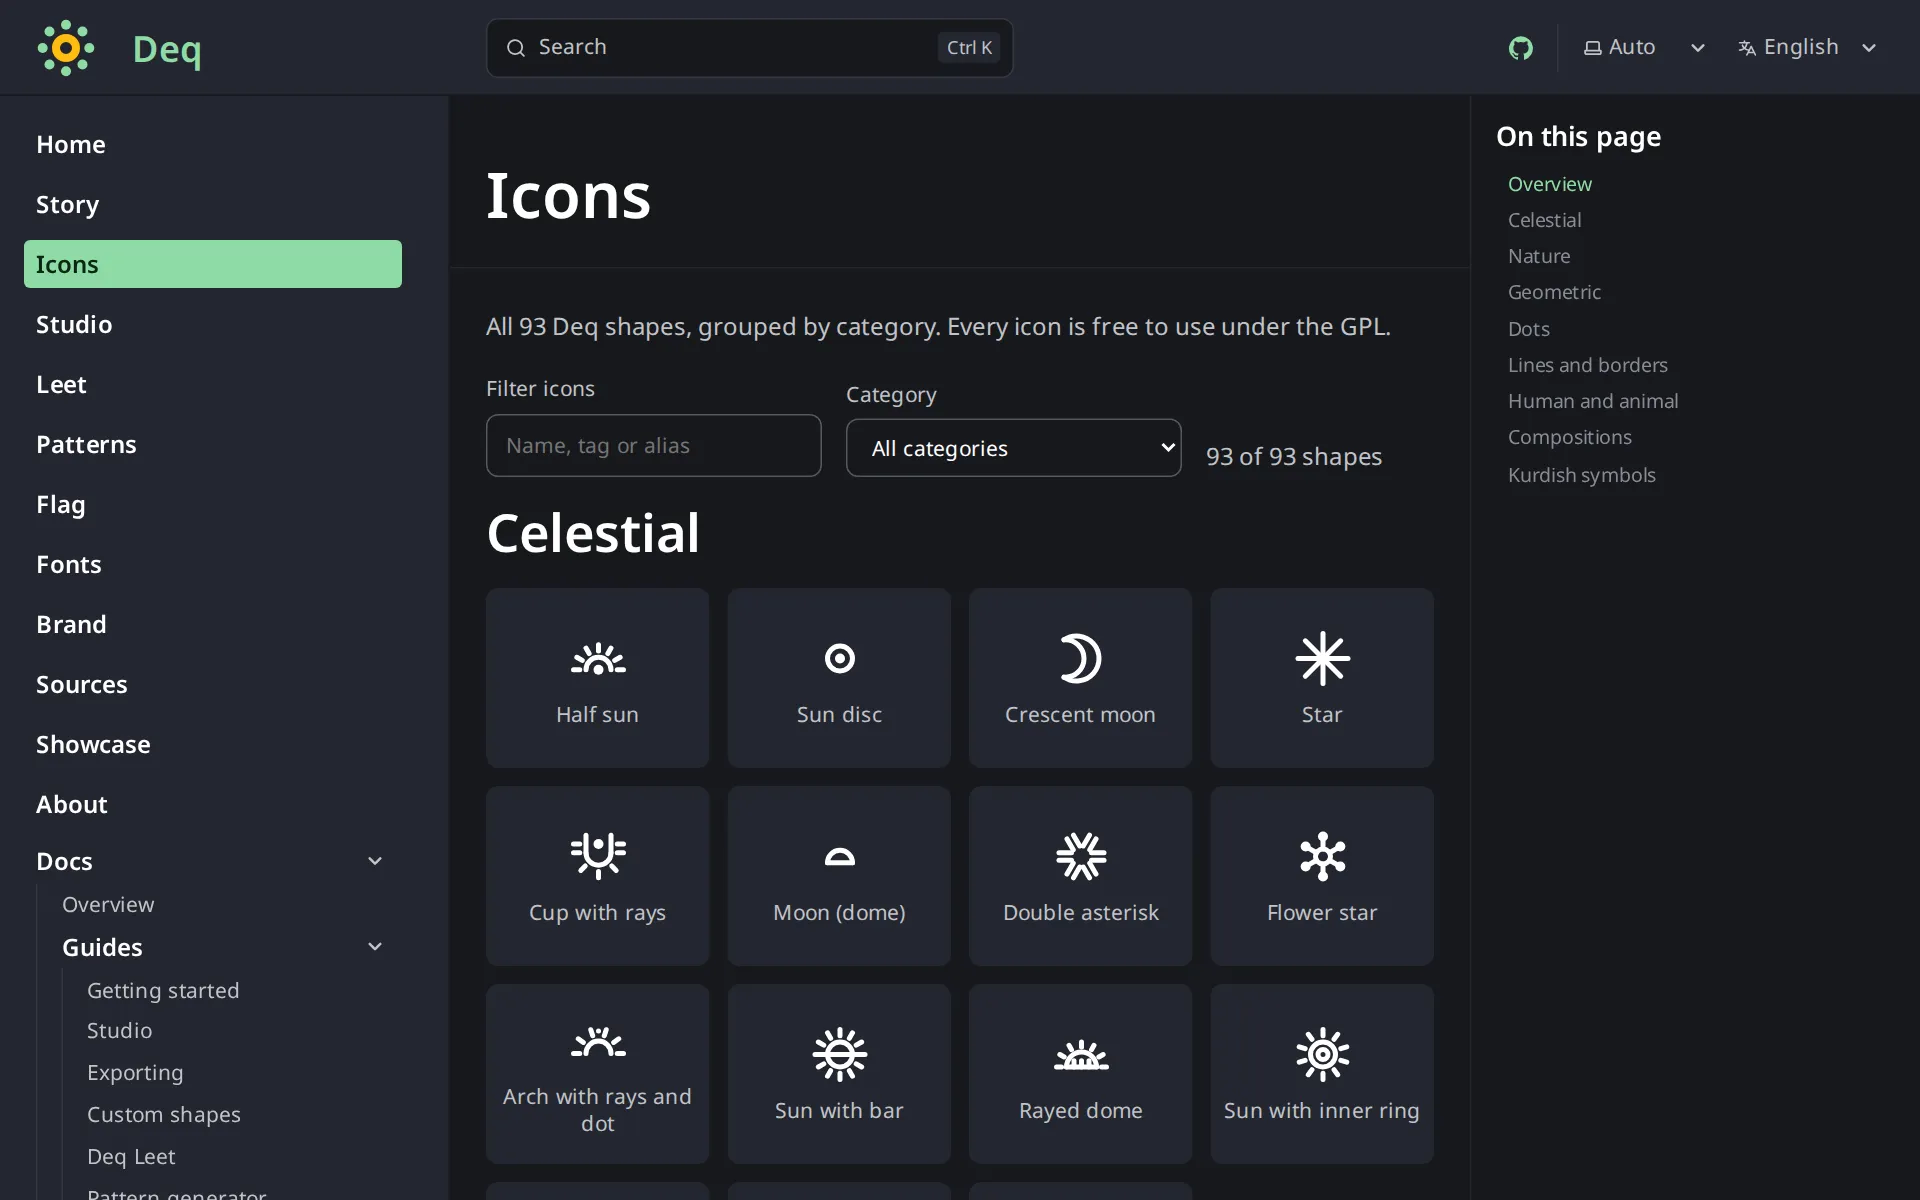 Deq
Search
Ctrl K
Auto
English
Home
Story
Icons
Studio
Leet
Patterns
Flag
Fonts
Brand
Sources
Showcase
About
Docs
Overview
Guides
Getting started
Studio
Exporting
Custom shapes
Deq Leet
Pattern generator
Icons
All 93 Deq shapes, grouped by category. Every icon is free to use under the GPL.
Filter icons
Name, tag or alias
Category
All categories
93 of 93 shapes
Celestial
Half sun
Sun disc
Crescent moon
Star
Cup with rays
Moon (dome)
Double asterisk
Flower star
Arch with rays and
dot
Sun with bar
Rayed dome
Sun with inner ring
On this page
Overview
Celestial
Nature
Geometric
Dots
Lines and borders
Human and animal
Compositions
Kurdish symbols